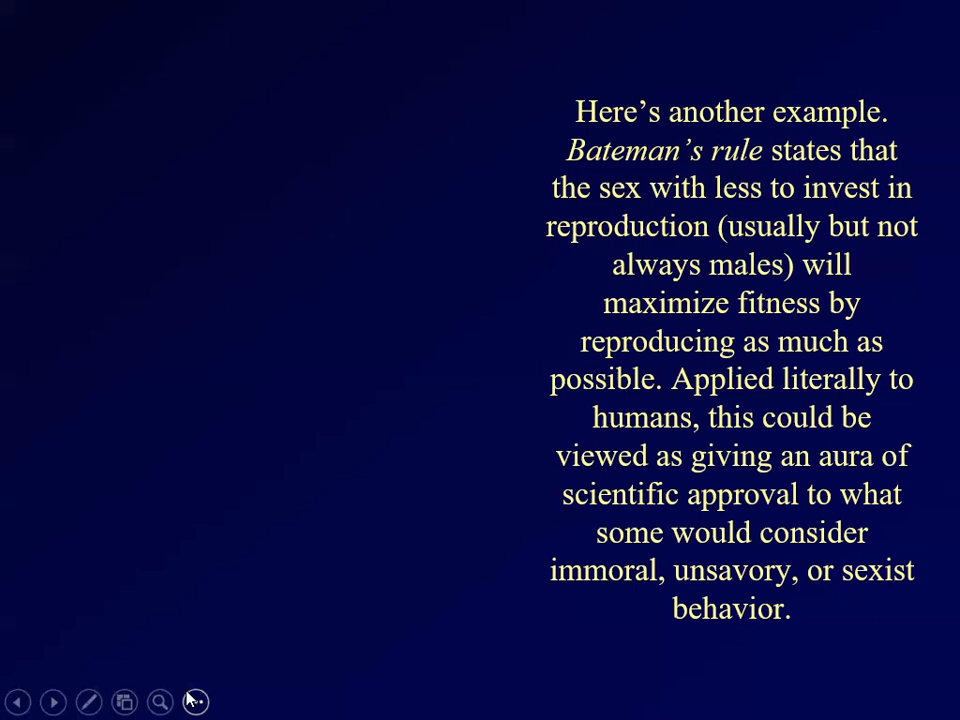 Here’s another example.
Bateman’s rule states that
the sex with less to invest in
reproduction (usually but not
always males) will
maximize fitness by
reproducing as much as
possible. Applied literally to
humans, this could be
viewed as giving an aura of
scientific approval to what
some would consider
immoral, unsavory, or sexist
behavior.